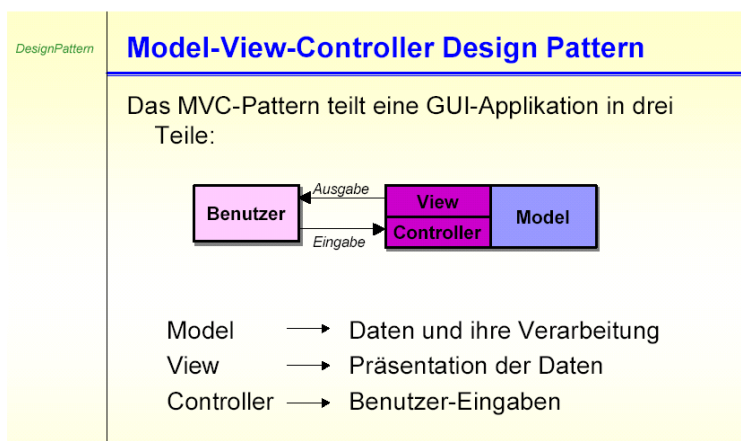 DesignPattern
Model-View-Controller Design Pattern
Das MVC-Pattern teilt eine GUI-Applikation in drei
Teile:
Benutzer
Ausgabe
Eingabe
View
Controller
Model
Model Daten und ihre Verarbeitung
View Präsentation der Daten
Controller Benutzer-Eingaben